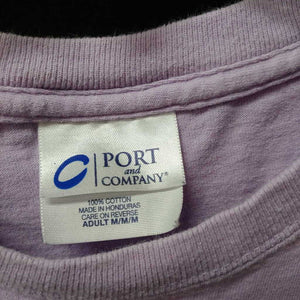 PORT
and
COMPANY®
100% COTTON
MADE IN HONDURAS
CARE ON REVERSE
ADULT M/M/M